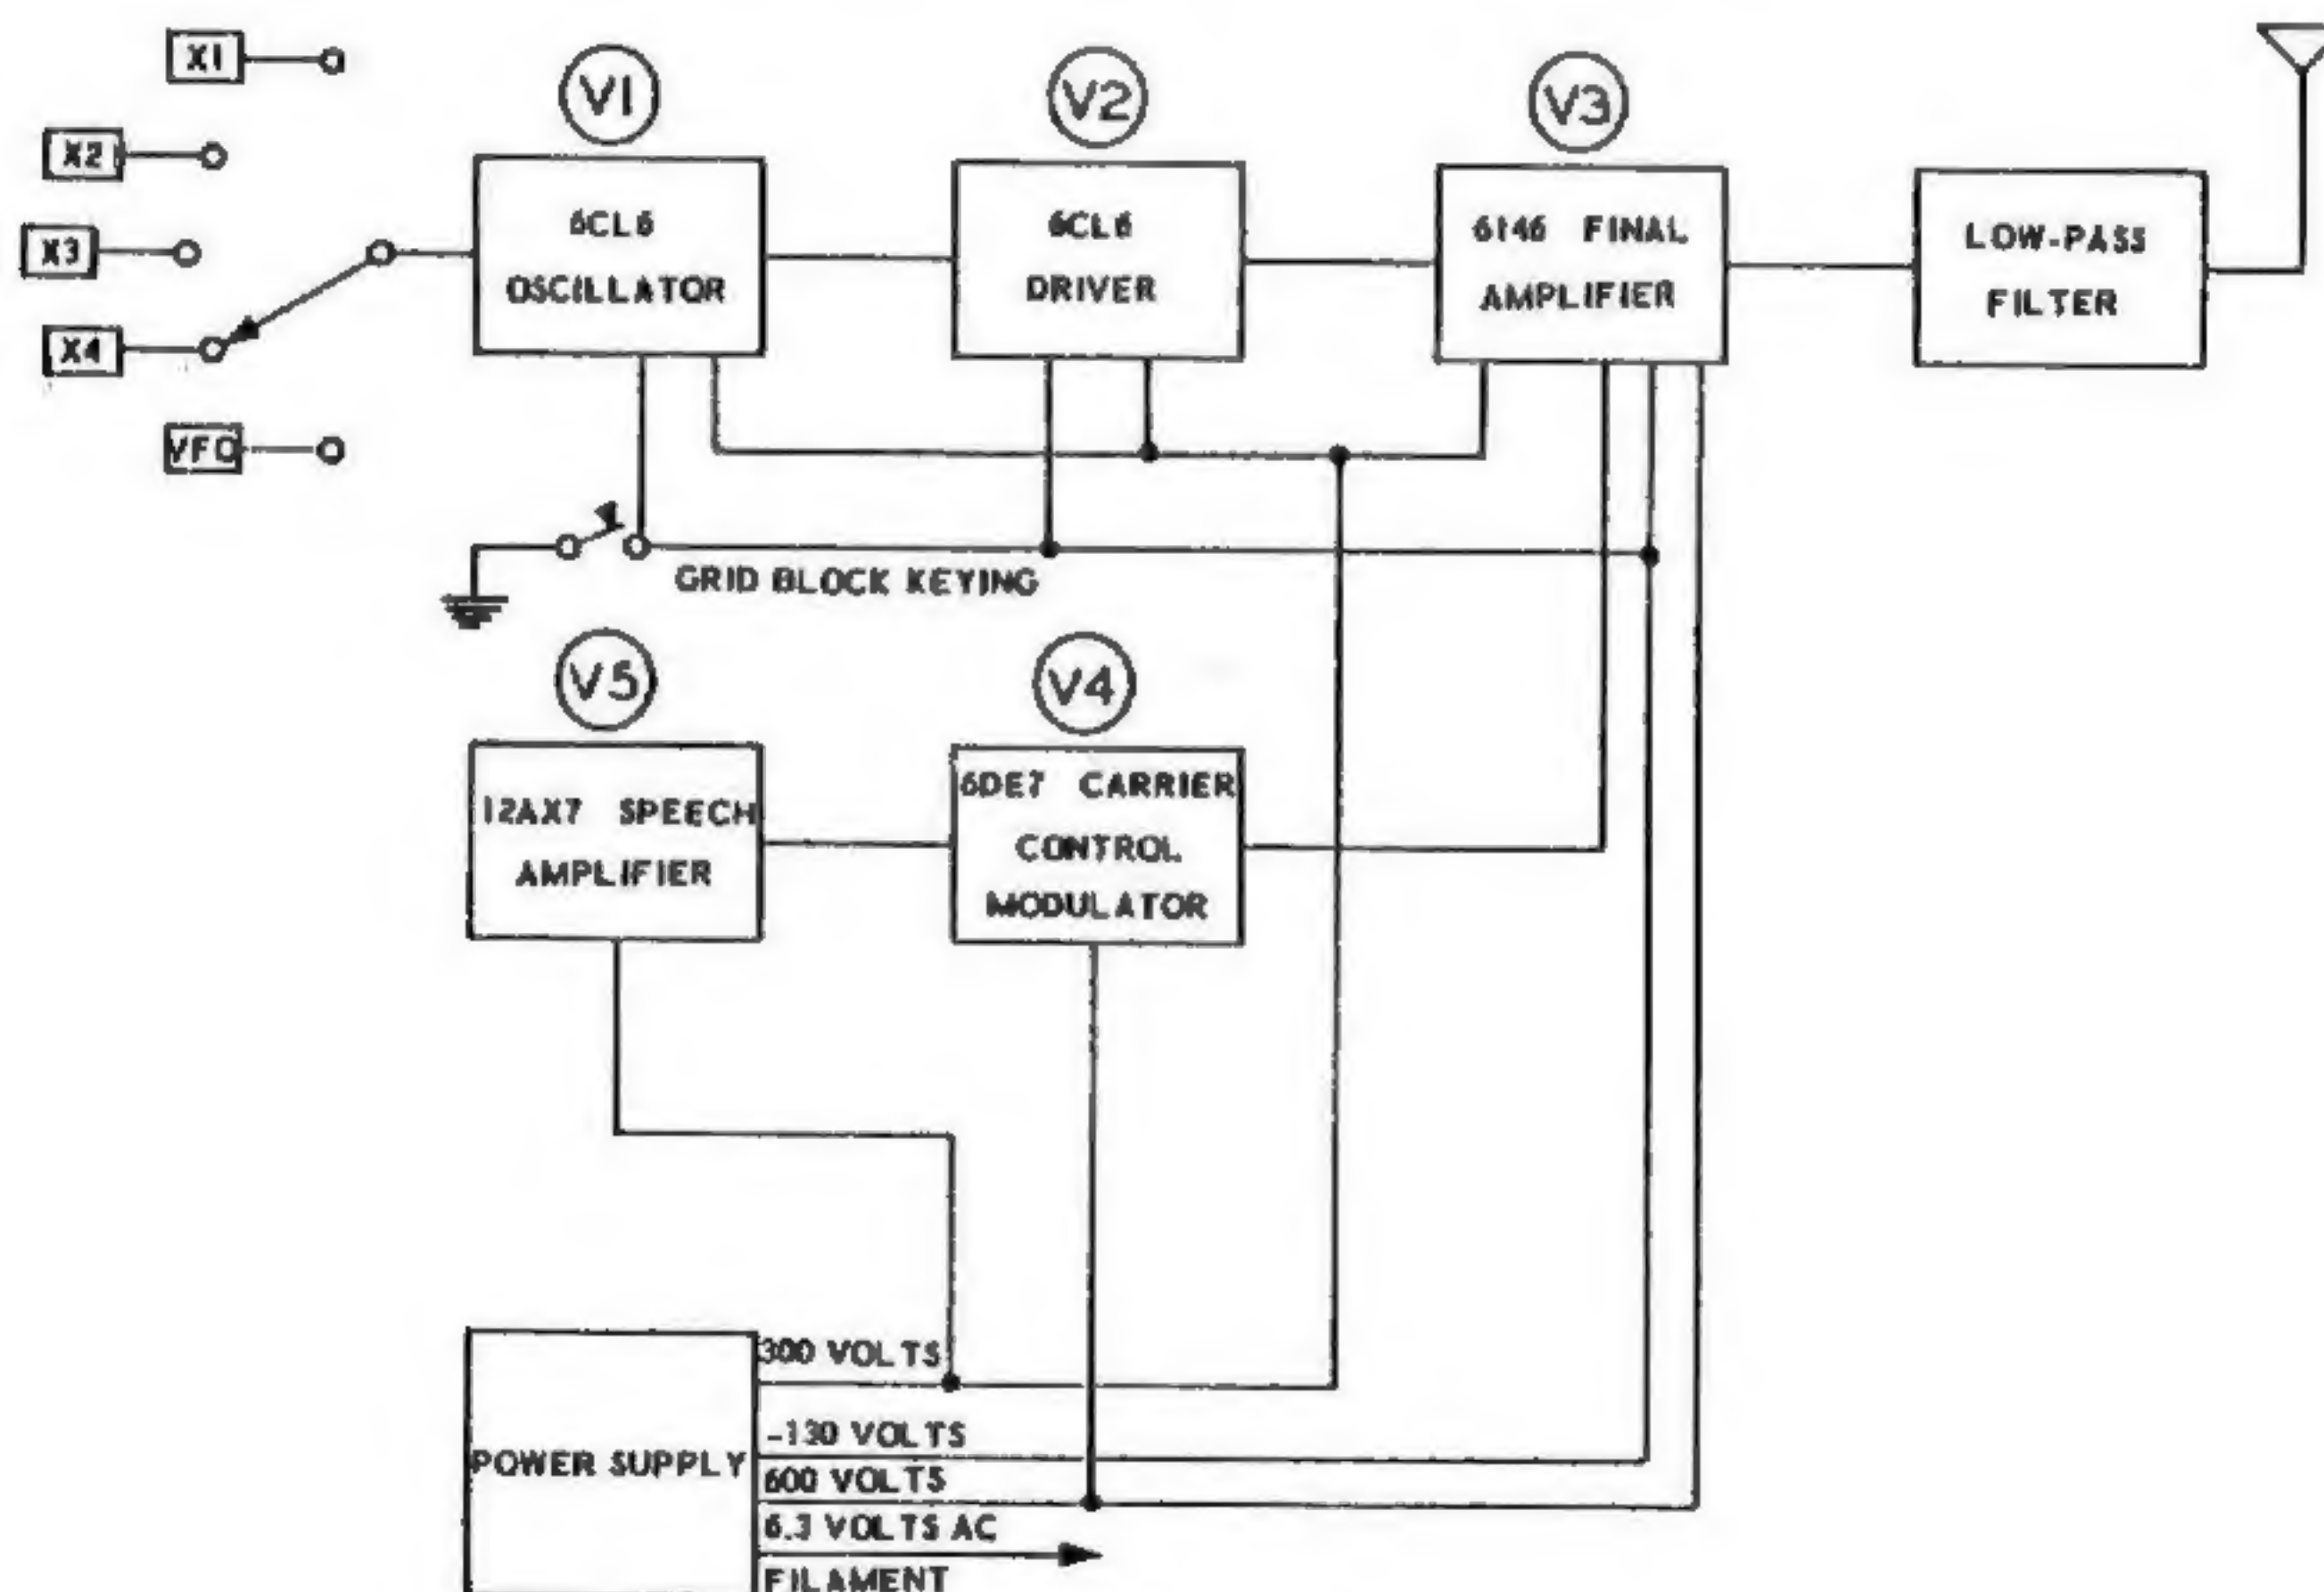 X1
X2
X3
X4
VFO
V1
6CL6
OSCILLATOR
V2
6CL6
DRIVER
V3
6146 FINAL
AMPLIFIER
LOW-PASS
FILTER
GRID BLOCK KEYING
V5
12AX7 SPEECH
AMPLIFIER
V4
6DE7 CARRIER
CONTROL
MODULATOR
POWER SUPPLY
300 VOLTS
-130 VOLTS
600 VOLTS
6.3 VOLTS AC
FILAMENT